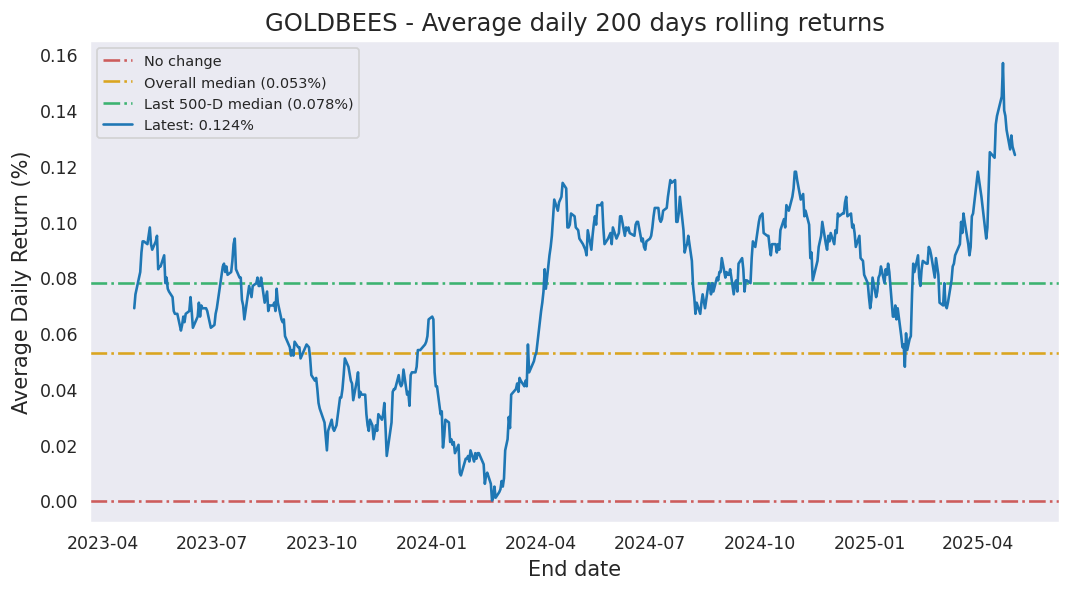 GOLDBEES - Average daily 200 days rolling returns
No change
Overall median (0.053%)
Last 500-D median (0.078%)
Latest: 0.124%
Average Daily Return (%)
0.16
0.14
0.12
0.10
0.08
0.06
0.04
0.02
0.00
2023-04 2023-07 2023-10 2024-01 2024-04 2024-07 2024-10 2025-01 2025-04
End date